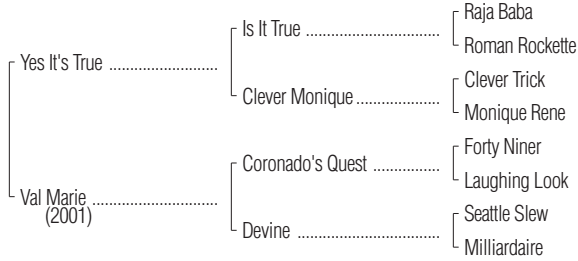 Raja Baba
Is It True ................................
Roman Rockette
Yes It's True ..........................
Clever Trick
Clever Monique ....................
Monique Rene
Forty Niner
Coronado's Quest ................
Laughing Look
Val Marie ..............................
(2001)
Seattle Slew
Devine ..................................
Milliardaire